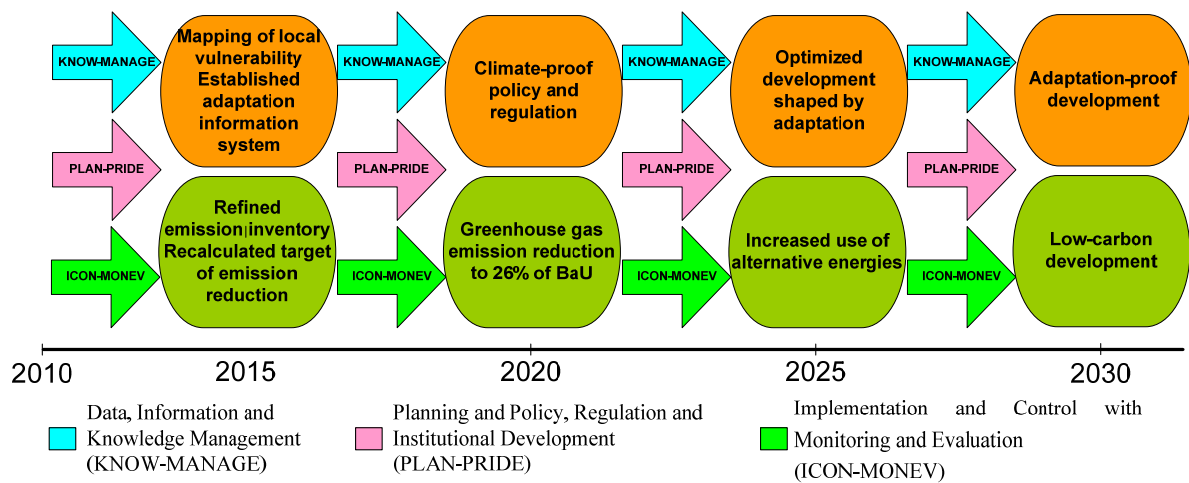 KNOW-MANAGE
PLAN-PRIDE
ICON-MONEV
Mapping of local
vulnerability
Established
adaptation
information
system
Refined
emission inventory
Recalculated target
of emission
reduction
KNOW-MANAGE
PLAN-PRIDE
ICON-MONEV
Climate-proof
policy and
regulation
Greenhouse gas
emission reduction
to 26% of BaU
KNOW-MANAGE
PLAN-PRIDE
ICON-MONEV
Optimized
development
shaped by
adaptation
Increased use of
alternative energies
KNOW-MANAGE
PLAN-PRIDE
ICON-MONEV
Adaptation-proof
development
Low-carbon
development
2010
2015
2020
2025
2030
Data, Information and
Knowledge Management
(KNOW-MANAGE)
Planning and Policy, Regulation and
Institutional Development
(PLAN-PRIDE)
Implementation and Control with
Monitoring and Evaluation
(ICON-MONEV)